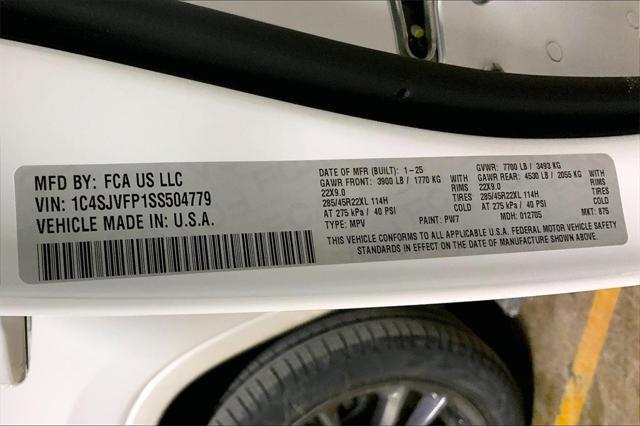 MFD BY: FCA US LLC
VIN: 1C4SJVFP1SS504779
VEHICLE MADE IN: U.S.A.
DATE OF MFR (BUILT): 1-25 GVWR: 7700 LB / 3493 KG
GAWR FRONT: 3900 LB / 1770 KG WITH GAWR REAR: 4530 LB / 2055 KG WITH
22X9.0 RIMS 22X9.0 RIMS
285/45R22XL 114H TIRES 285/45R22XL 114H TIRES
AT 275 kPa / 40 PSI AT 275 kPa / 40 PSI
TYPE: MPV PAINT: PW7 MDH: 012705 MKT: 875
THIS VEHICLE CONFORMS TO ALL APPLICABLE U.S.A. FEDERAL MOTOR VEHICLE SAFETY
STANDARDS IN EFFECT ON THE DATE OF MANUFACTURE SHOWN ABOVE.